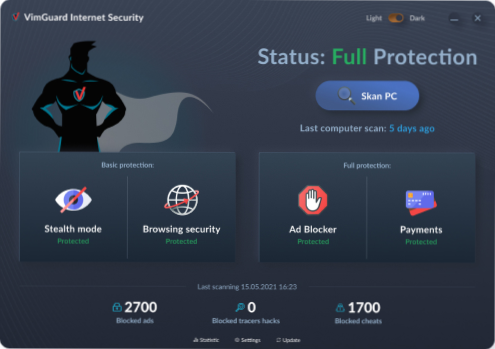 VimGuard Internet Security
Light Dark
Status: Full Protection
Skan PC
Last computer scan: 5 days ago
Basic protection:
Full protection:
Stealth mode
Protected
Browsing security
Protected
Ad Blocker
Protected
Payments
Protected
Last scanning 15.05.2021 16:23
2700
Blocked ads
0
Blocked tracers hacks
1700
Blocked cheats
Statistic Settings Update